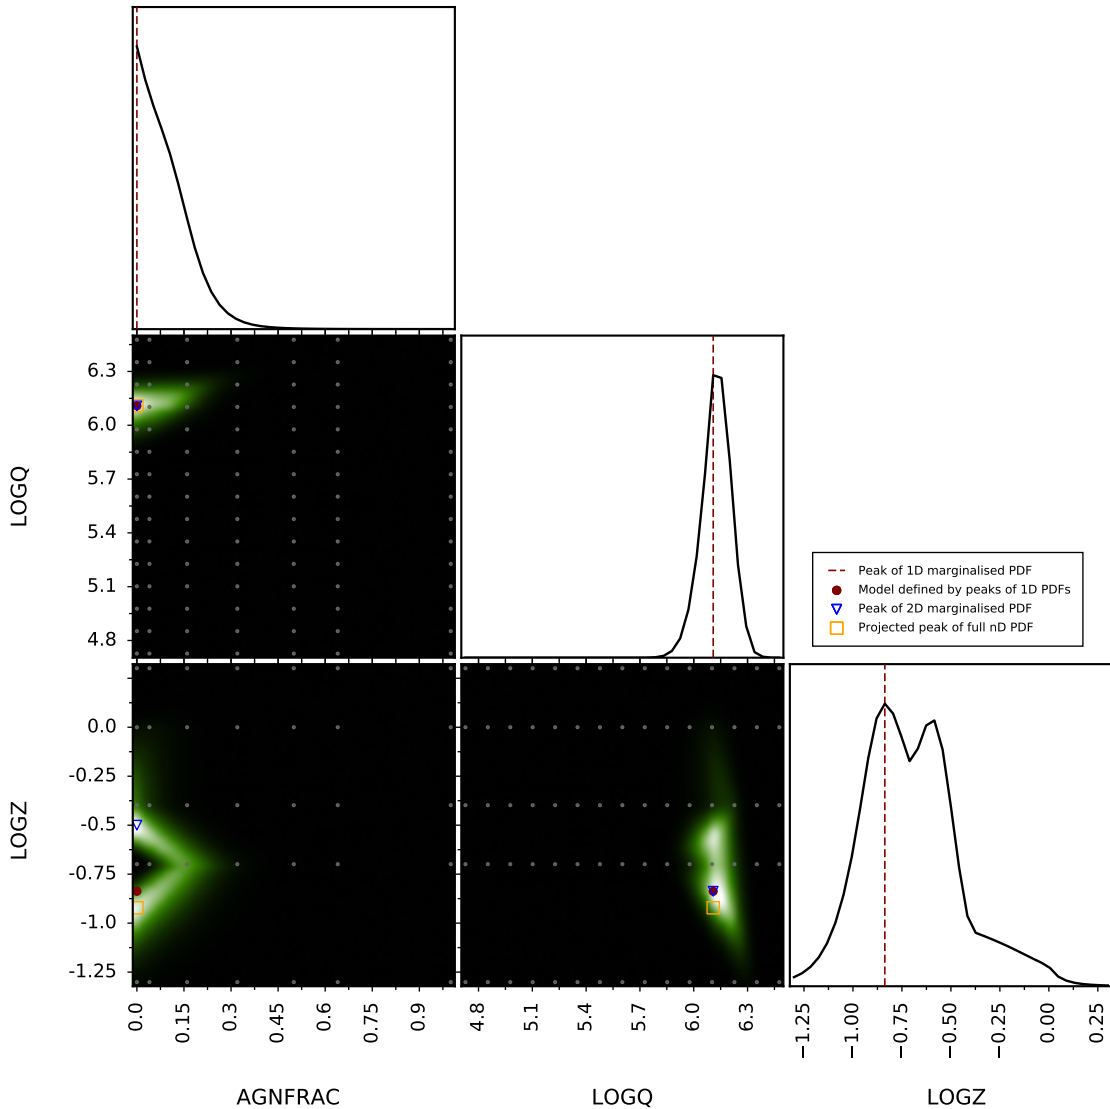 6.3
6.0
5.7
5.4
5.1
4.8
LOGQ
Peak of 1D marginalised PDF
Model defined by peaks of 1D PDFs
Peak of 2D marginalised PDF
Projected peak of full nD PDF
0.0
-0.25
-0.5
-0.75
-1.0
-1.25
LOGZ
0.0 0.15 0.3 0.45 0.6 0.75 0.9
4.8 5.1 5.4 5.7 6.0 6.3
−1.25 −1.00 −0.75 −0.50 0.00 0.25
AGNFRAC LOGQ LOGZ